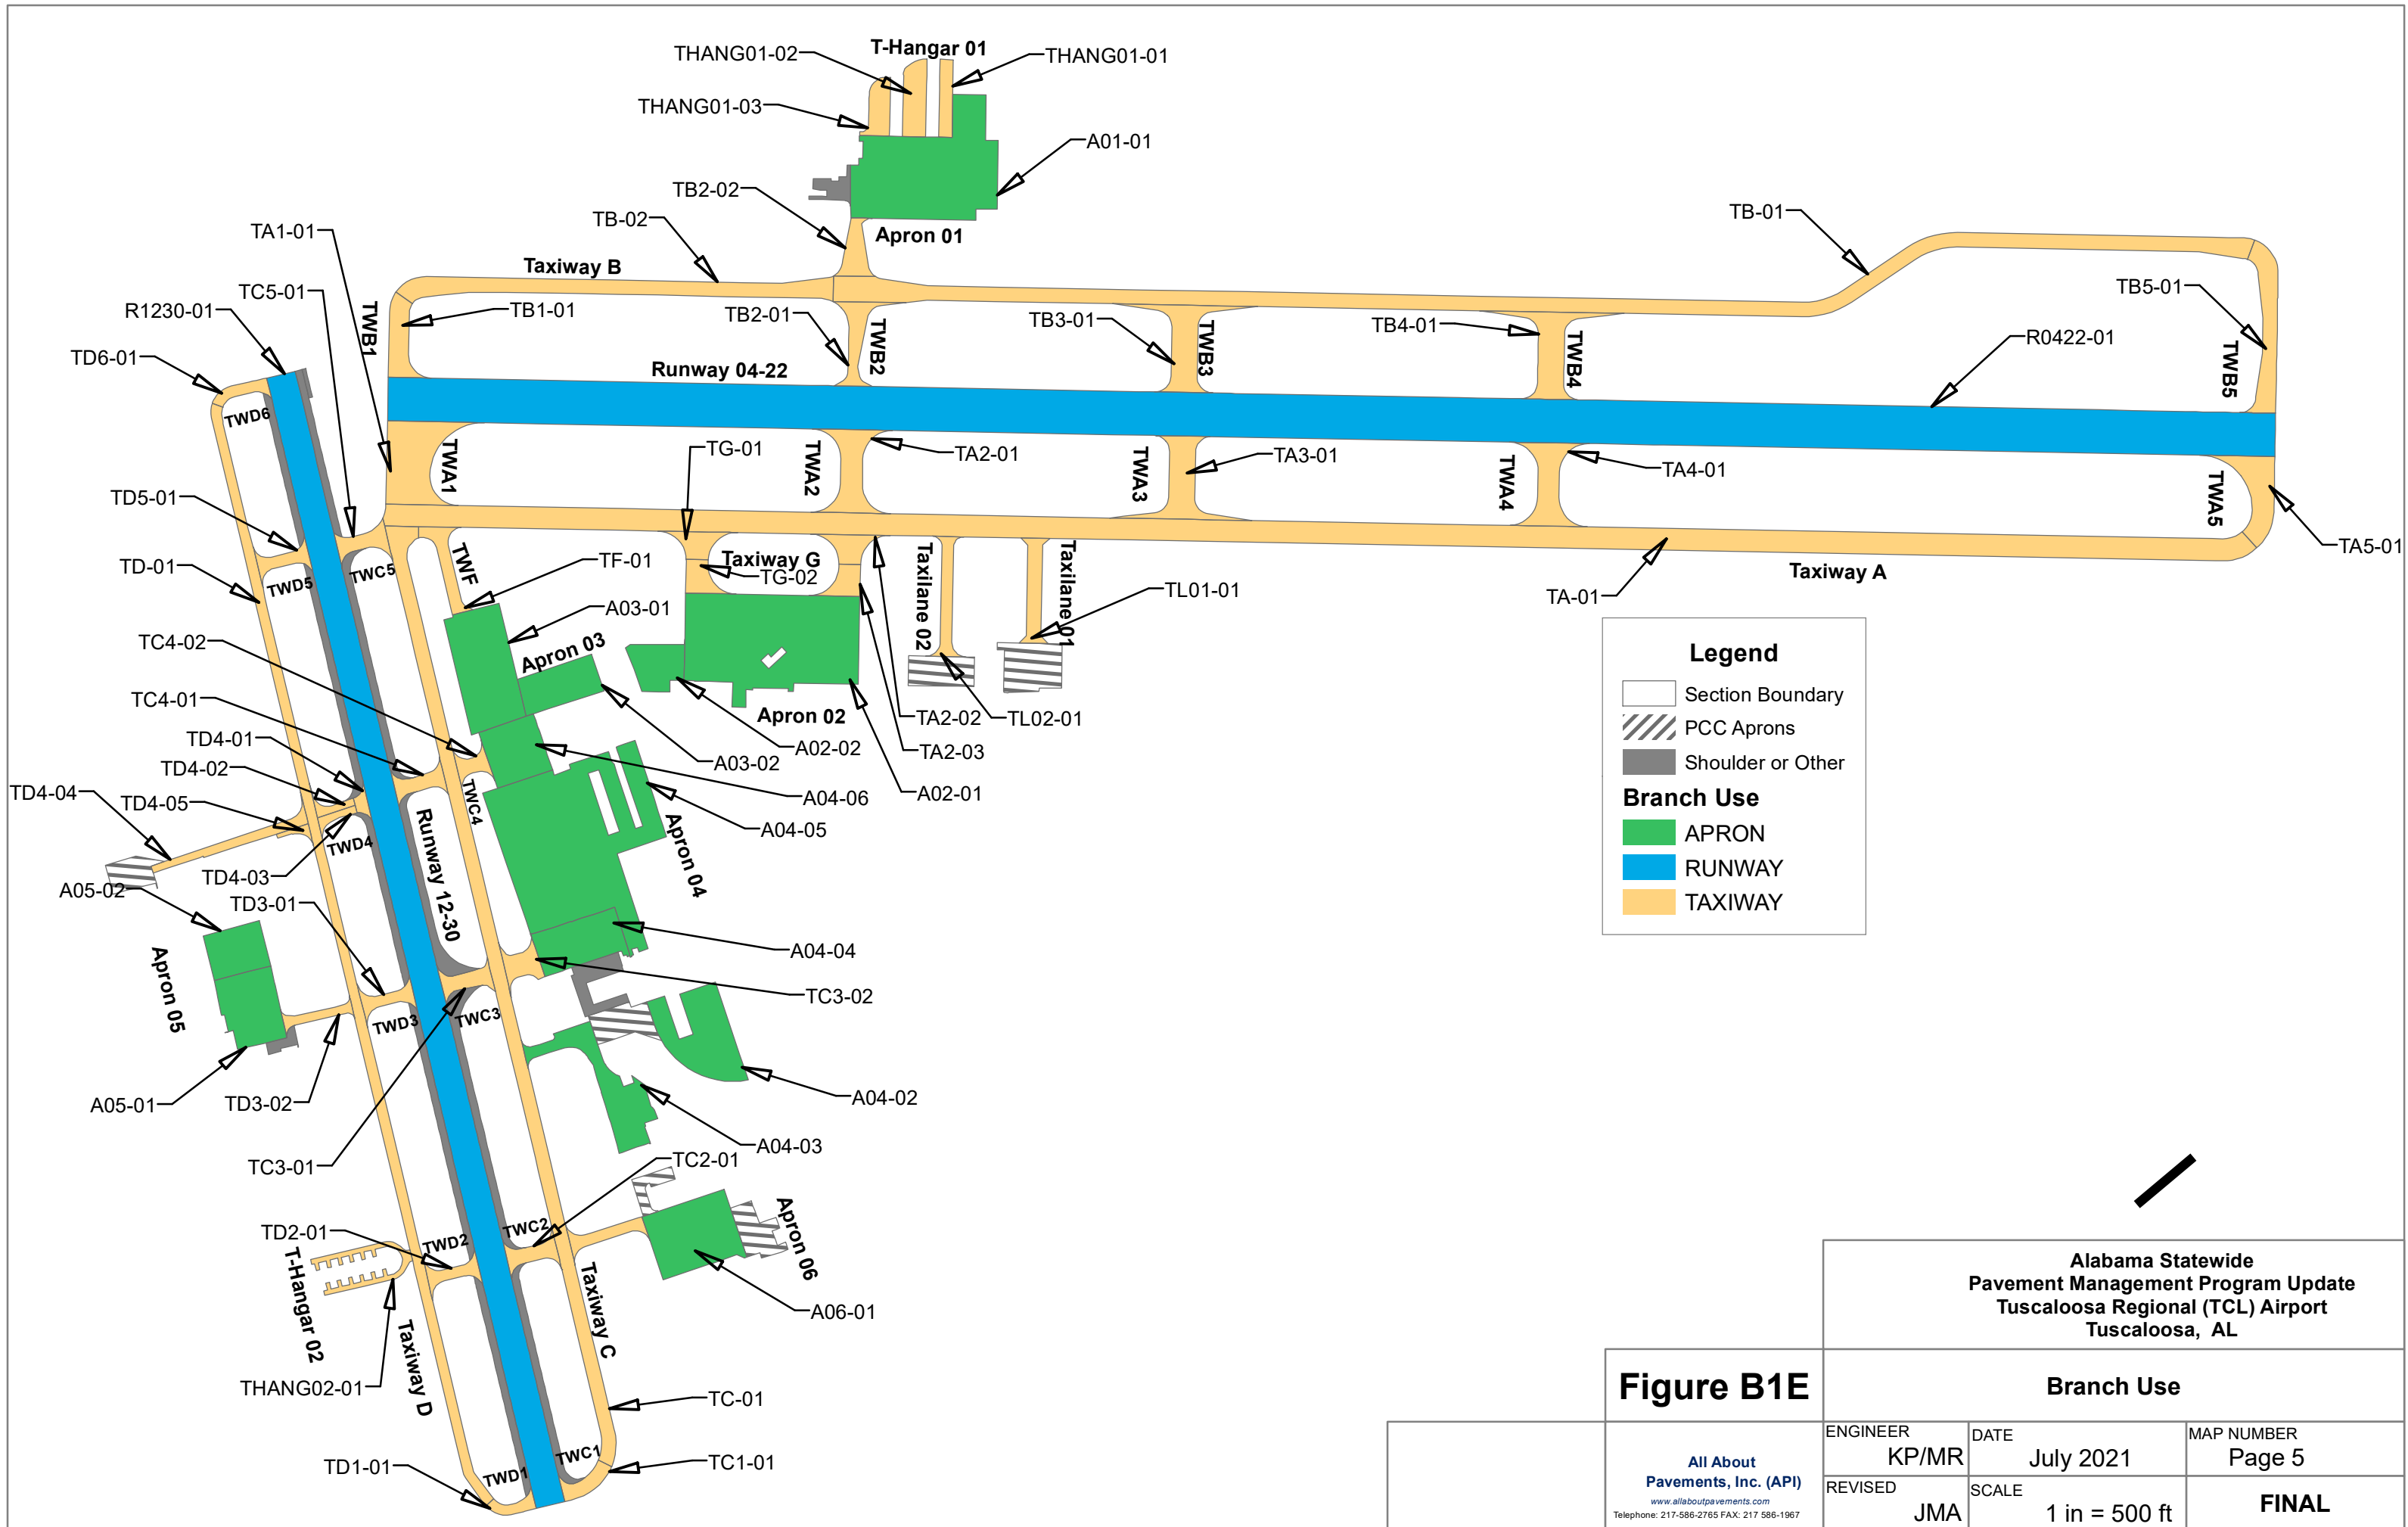 THANG01-02
T-Hangar 01
THANG01-01
THANG01-03
A01-01
TB2-02
TB-02
TB-01
TA1-01
Apron 01
Taxiway B
TC5-01
TB5-01
R1230-01
TWB1
TB1-01
TB2-01
TWB2
TB3-01
TWB3
TB4-01
TWB4
R0422-01
TWB5
TD6-01
Runway 04-22
TWD6
TWA1
TG-01
TWA2
TA2-01
TWA3
TA3-01
TWA4
TA4-01
TWA5
TD5-01
TA5-01
TD-01
TWD5
TWC5
TWF
TF-01
Taxiway G
TG-02
Taxilane 02
Taxilane 01
Taxiway A
TL01-01
TA-01
A03-01
Apron 03
TC4-02
TC4-01
TD4-01
TD4-02
TD4-04
TD4-05
Apron 02
TA2-02
TL02-01
A02-02
TA2-03
A03-02
A02-01
A04-06
A04-05
Apron 04
TWC4
Runway 12-30
TWD4
TD4-03
A05-02
TD3-01
A04-04
Apron 05
TC3-02
TWD3
TWC3
A05-01
TD3-02
A04-02
A04-03
TC3-01
TC2-01
TD2-01
TWD2
TWC2
Apron 06
T-Hangar 02
Taxiway C
A06-01
THANG02-01
Taxiway D
TC-01
TD1-01
TWD1
TWC1
TC1-01
Legend
Section Boundary
PCC Aprons
Shoulder or Other
Branch Use
APRON
RUNWAY
TAXIWAY
Alabama Statewide
Pavement Management Program Update
Tuscaloosa Regional (TCL) Airport
Tuscaloosa, AL
Figure B1E
Branch Use
All About
Pavements, Inc. (API)
www.allaboutpavements.com
Telephone: 217-586-2765 FAX: 217 586-1967
ENGINEER
KP/MR
DATE
July 2021
MAP NUMBER
Page 5
REVISED
JMA
SCALE
1 in = 500 ft
FINAL